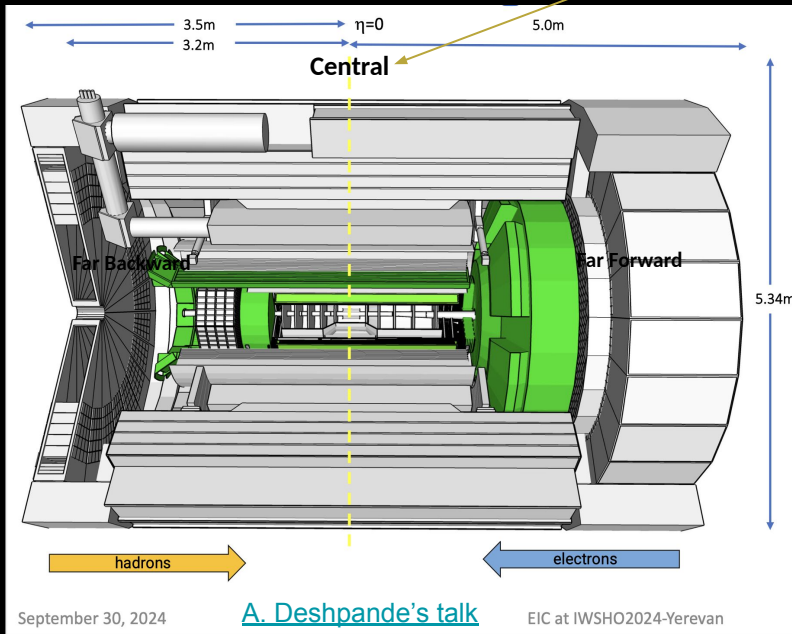 3.5m η=0 5.0m
3.2m
Central
Far Backward Far Forward
5.34m
hadrons electrons
September 30, 2024 A. Deshpande's talk EIC at IWSHO2024-Yerevan